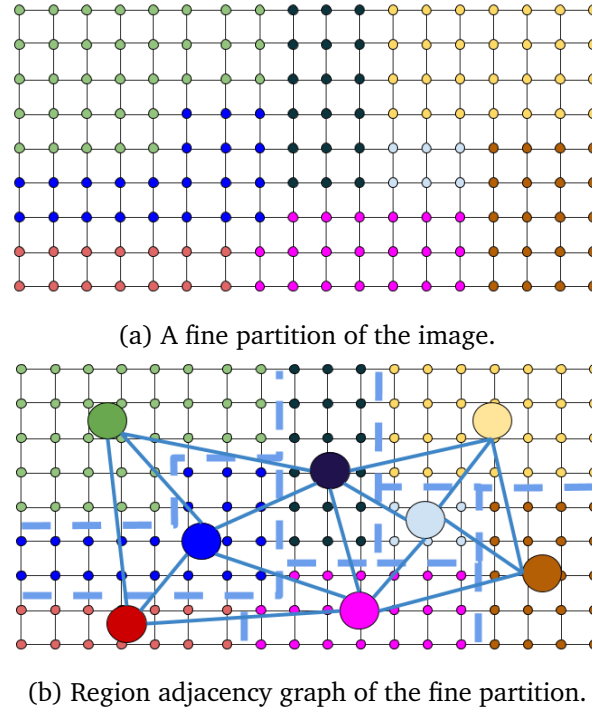 (a) A fine partition of the image.
(b) Region adjacency graph of the fine partition.